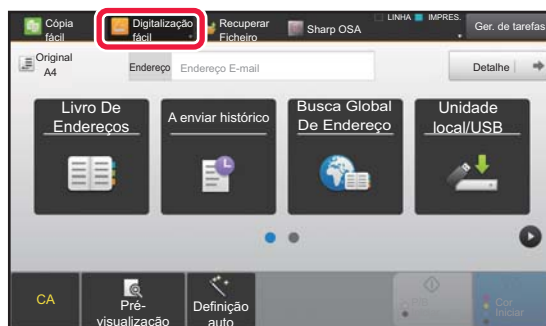 Cópia
fácil
Digitalização
fácil
Recuperar
Ficheiro
Sharp OSA
LINHA
IMPRES.
Ger. de tarefas
Original
A4
Endereço
Endereço E-mail
Detalhe
Livro De
Endereços
A enviar histórico
Busca Global
De Endereço
Unidade
local/USB
CA
Pré-
visualização
Definição
auto
Cor
Iniciar